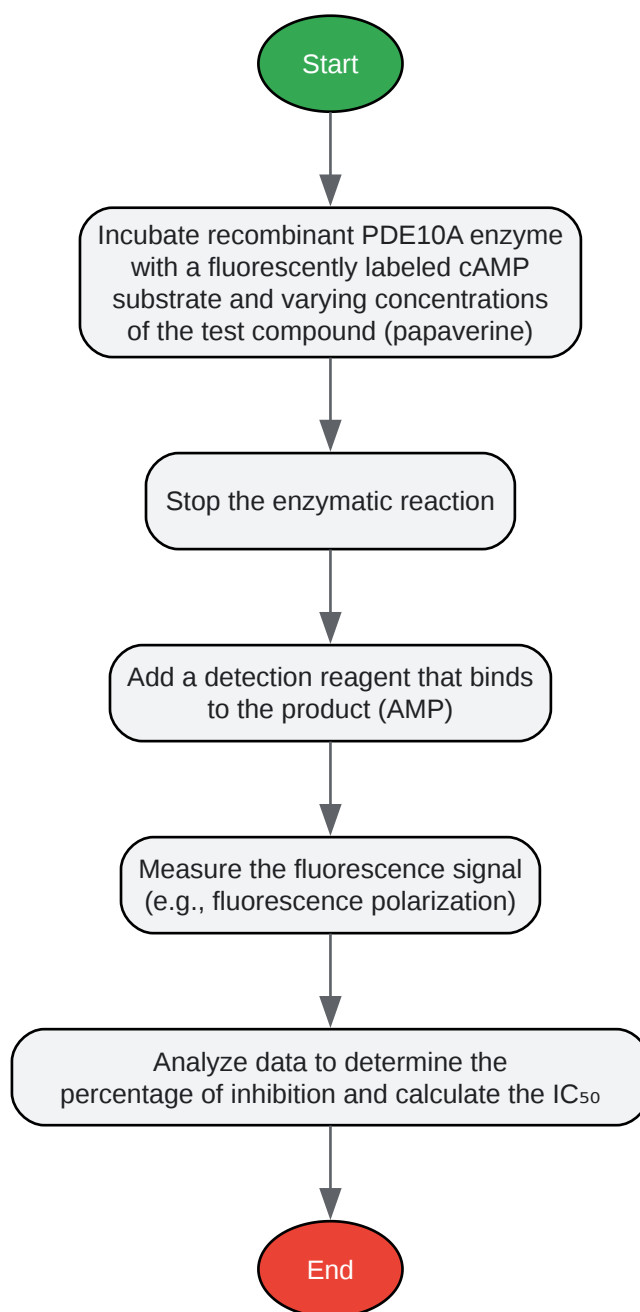 Start
Incubate recombinant PDE10A enzyme
with a fluorescently labeled cAMP
substrate and varying concentrations
of the test compound (papaverine)
Stop the enzymatic reaction
Add a detection reagent that binds
to the product (AMP)
Measure the fluorescence signal
(e.g., fluorescence polarization)
Analyze data to determine the
percentage of inhibition and calculate the IC₅₀
End